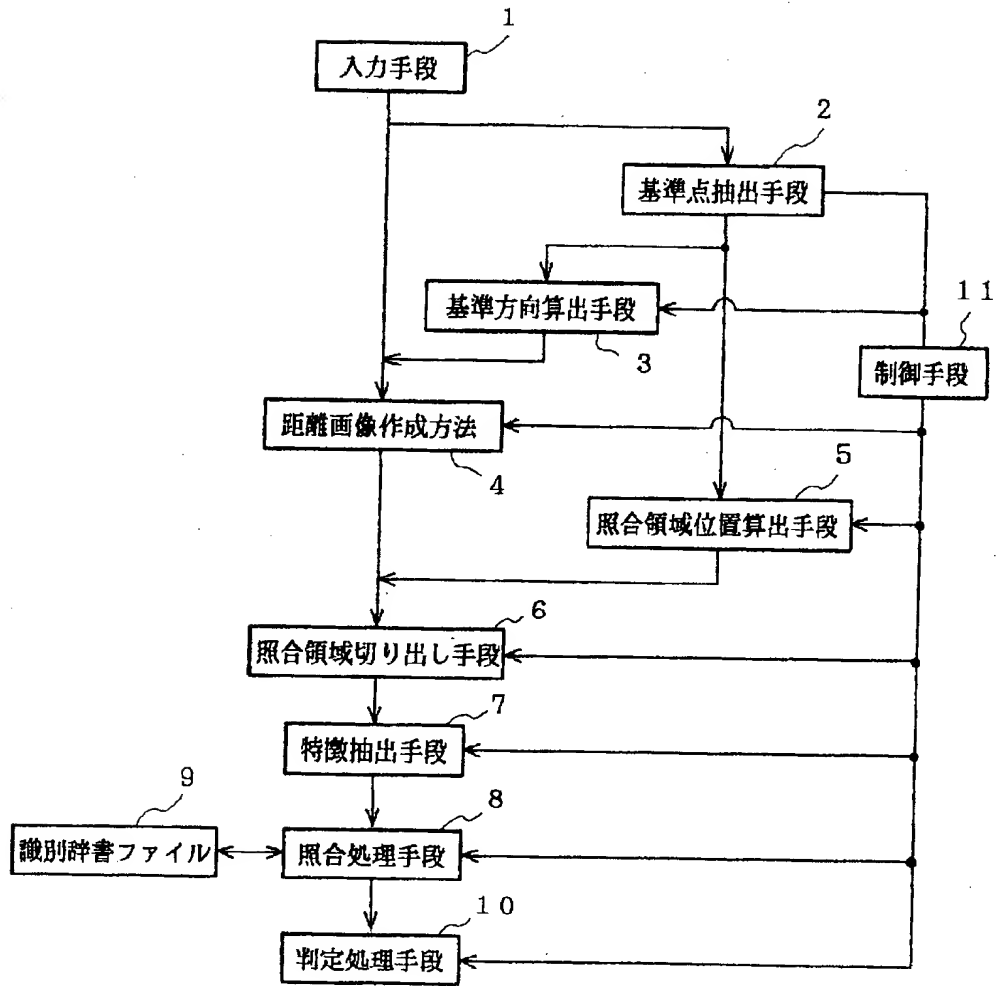 １
入力手段
２
基準点抽出手段
基準方向算出手段
３
１１
制御手段
距離画像作成方法
４
５
照合領域位置算出手段
６
照合領域切り出し手段
７
特徴抽出手段
９
識別辞書ファイル
８
照合処理手段
１０
判定処理手段